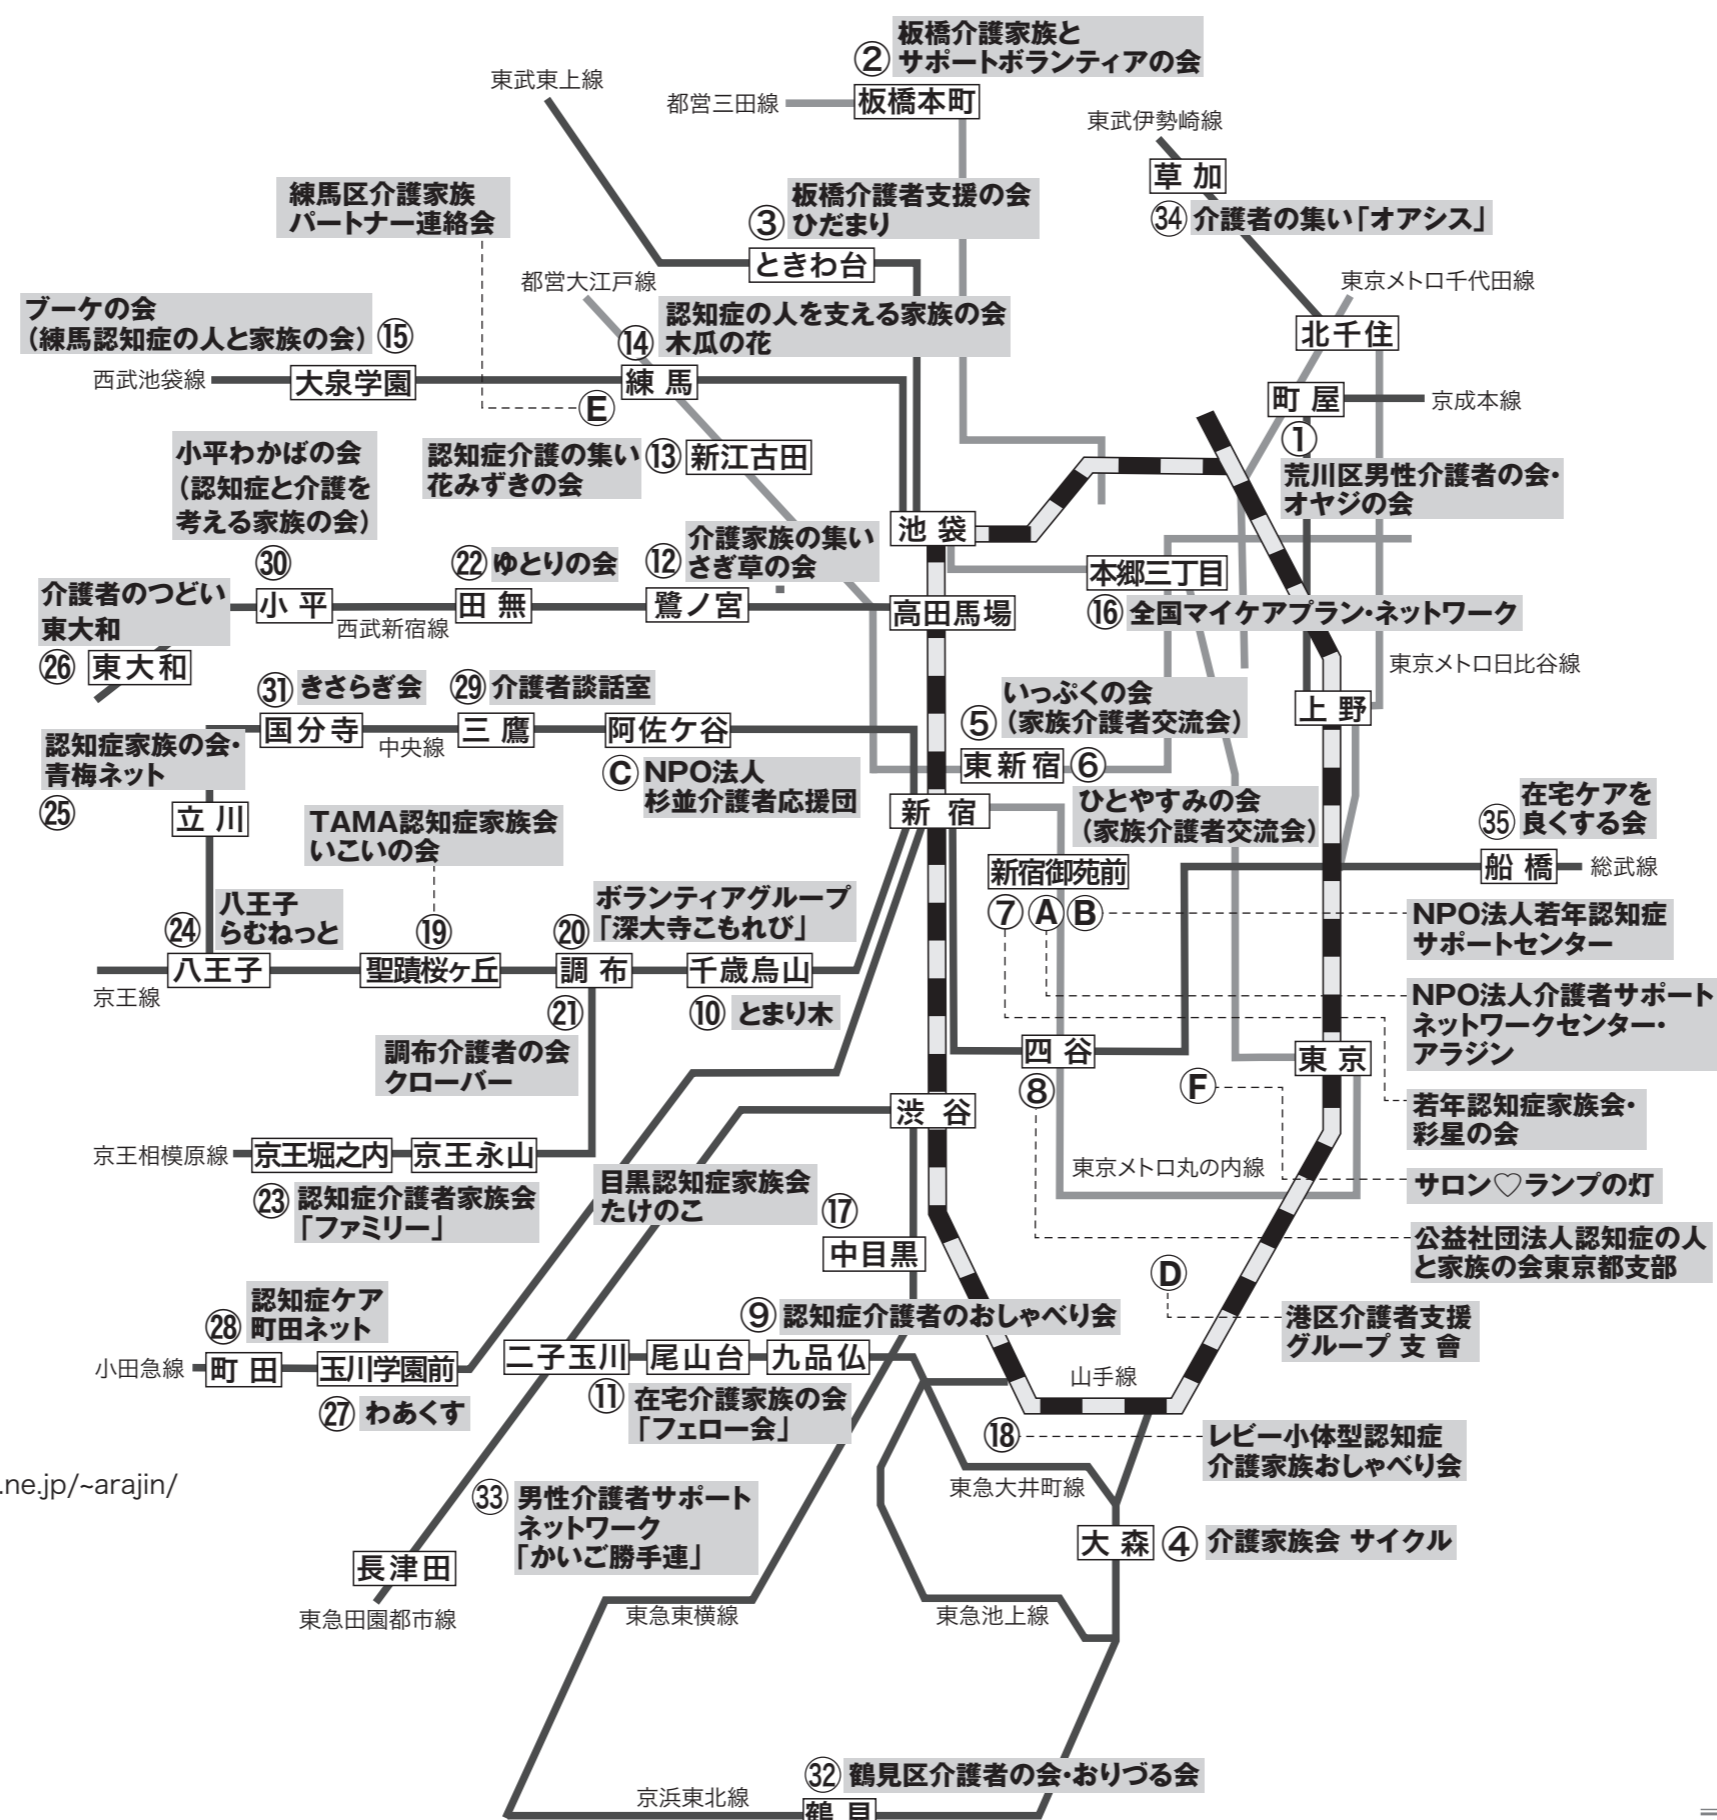 ②
板橋介護家族と
サポートボランティアの会
東武東上線
都営三田線
板橋本町
東武伊勢崎線
草加
㉞ 介護者の集い「オアシス」
練馬区介護家族
パートナー連絡会
③
板橋介護者支援の会
ひだまり
ときわ台
都営大江戸線
東京メトロ千代田線
ブーケの会
(練馬認知症の人と家族の会) ⑮
⑭
認知症の人を支える家族の会
木瓜の花
北千住
西武池袋線
大泉学園
練馬
町屋
京成本線
Ⓔ
①
荒川区男性介護者の会・
オヤジの会
小平わかばの会
(認知症と介護を
考える家族の会)
認知症介護の集い
花みずきの会
⑬ 新江古田
池袋
㉚
㉒ ゆとりの会
⑫
介護家族の集い
さぎ草の会
本郷三丁目
⑯ 全国マイケアプラン・ネットワーク
介護者のつどい
東大和
小平
西武新宿線
田無
鷺ノ宮
高田馬場
㉖ 東大和
東京メトロ日比谷線
㉛ きさらぎ会
㉙ 介護者談話室
⑤
いっぷくの会
(家族介護者交流会)
上野
国分寺
中央線
三鷹
阿佐ケ谷
認知症家族の会・
青梅ネット
㉕
Ⓒ NPO法人
杉並介護者応援団
東新宿 ⑥
ひとやすみの会
(家族介護者交流会)
立川
新宿
在宅ケアを
良くする会
㉟
船橋
総武線
TAMA認知症家族会
いこいの会
新宿御苑前
⑦ Ⓐ Ⓑ
NPO法人若年認知症
サポートセンター
㉔
八王子
らむねっと
⑲
⑳
ボランティアグループ
「深大寺こもれび」
京王線
八王子
聖蹟桜ヶ丘
調布
千歳烏山
㉑
⑩ とまり木
NPO法人介護者サポート
ネットワークセンター・
アラジン
調布介護者の会
クローバー
四谷
東京
⑧
Ⓕ
若年認知症家族会・
彩星の会
渋谷
京王相模原線
京王堀之内
京王永山
東京メトロ丸の内線
サロン♡ランプの灯
㉓ 認知症介護者家族会
「ファミリー」
目黒認知症家族会
たけのこ
⑰
中目黒
公益社団法人認知症の人
と家族の会東京都支部
Ⓓ
港区介護者支援
グループ 支會
㉘
認知症ケア
町田ネット
⑨ 認知症介護者のおしゃべり会
小田急線
町田
玉川学園前
二子玉川
尾山台
九品仏
山手線
㉗ わあくす
⑪ 在宅介護家族の会
「フェロー会」
⑱
レビー小体型認知症
介護家族おしゃべり会
.ne.jp/~arajin/
㉝ 男性介護者サポート
ネットワーク
「かいご勝手連」
東急大井町線
大森 ④ 介護家族会 サイクル
長津田
東急田園都市線
東急東横線
東急池上線
㉜ 鶴見区介護者の会・おりづる会
京浜東北線
鶴見